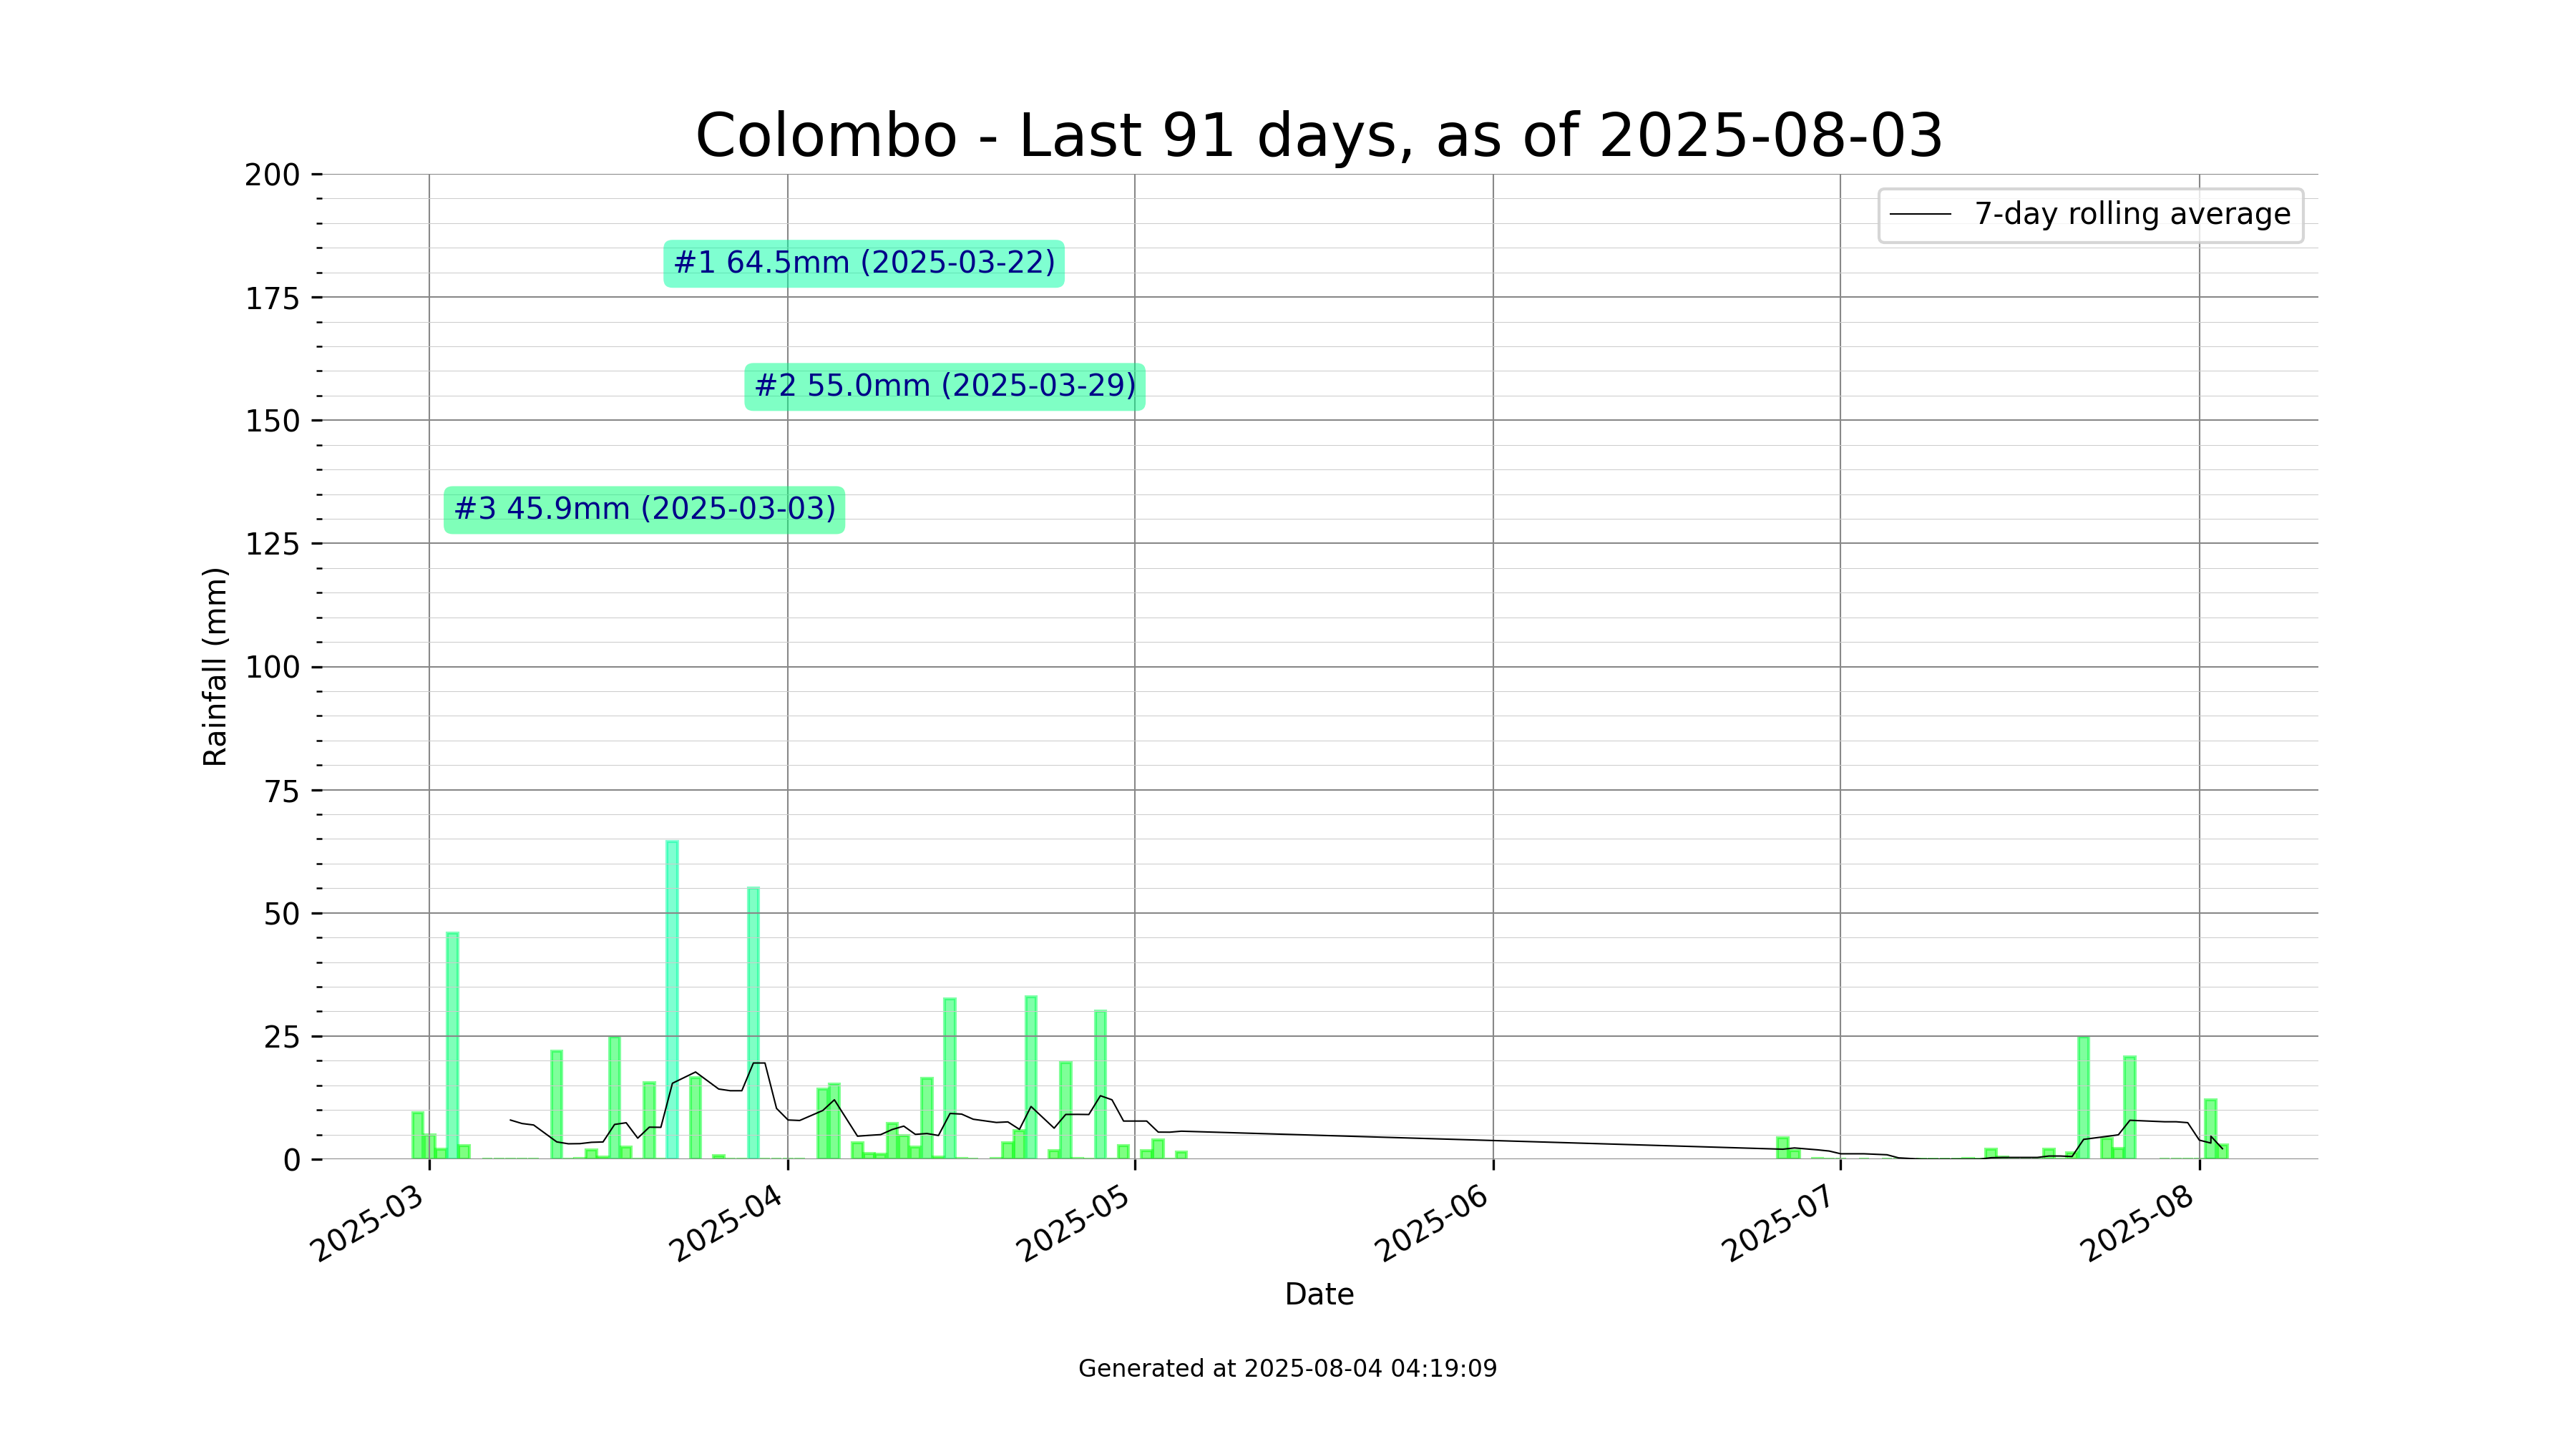 Colombo - Last 91 days, as of 2025-08-03
7-day rolling average
#1 64.5mm (2025-03-22)
#2 55.0mm (2025-03-29)
#3 45.9mm (2025-03-03)
Rainfall (mm)
200
175
150
125
100
75
50
25
0
2025-03
2025-04
2025-05
2025-06
2025-07
2025-08
Date
Generated at 2025-08-04 04:19:09